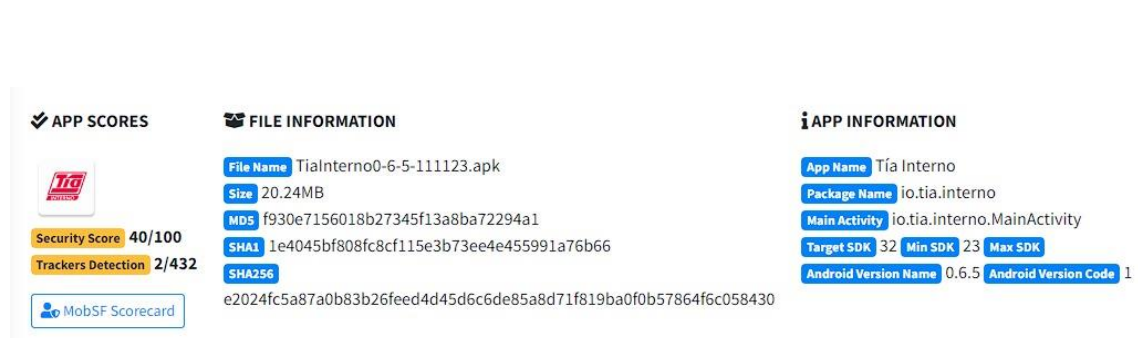 APP SCORES
Tía
INTERNO
Security Score 40/100
Trackers Detection 2/432
MobSF Scorecard
FILE INFORMATION
File Name TiaInterno0-6-5-111123.apk
Size 20.24MB
MD5 f930e7156018b27345f13a8ba72294a1
SHA1 1e4045bf808fc8cf115e3b73ee4e455991a76b66
SHA256
e2024fc5a87a0b83b26feed4d45d6c6de85a8d71f819ba0f0b57864f6c058430
APP INFORMATION
App Name Tía Interno
Package Name io.tia.interno
Main Activity io.tia.interno.MainActivity
Target SDK 32 Min SDK 23 Max SDK
Android Version Name 0.6.5 Android Version Code 1